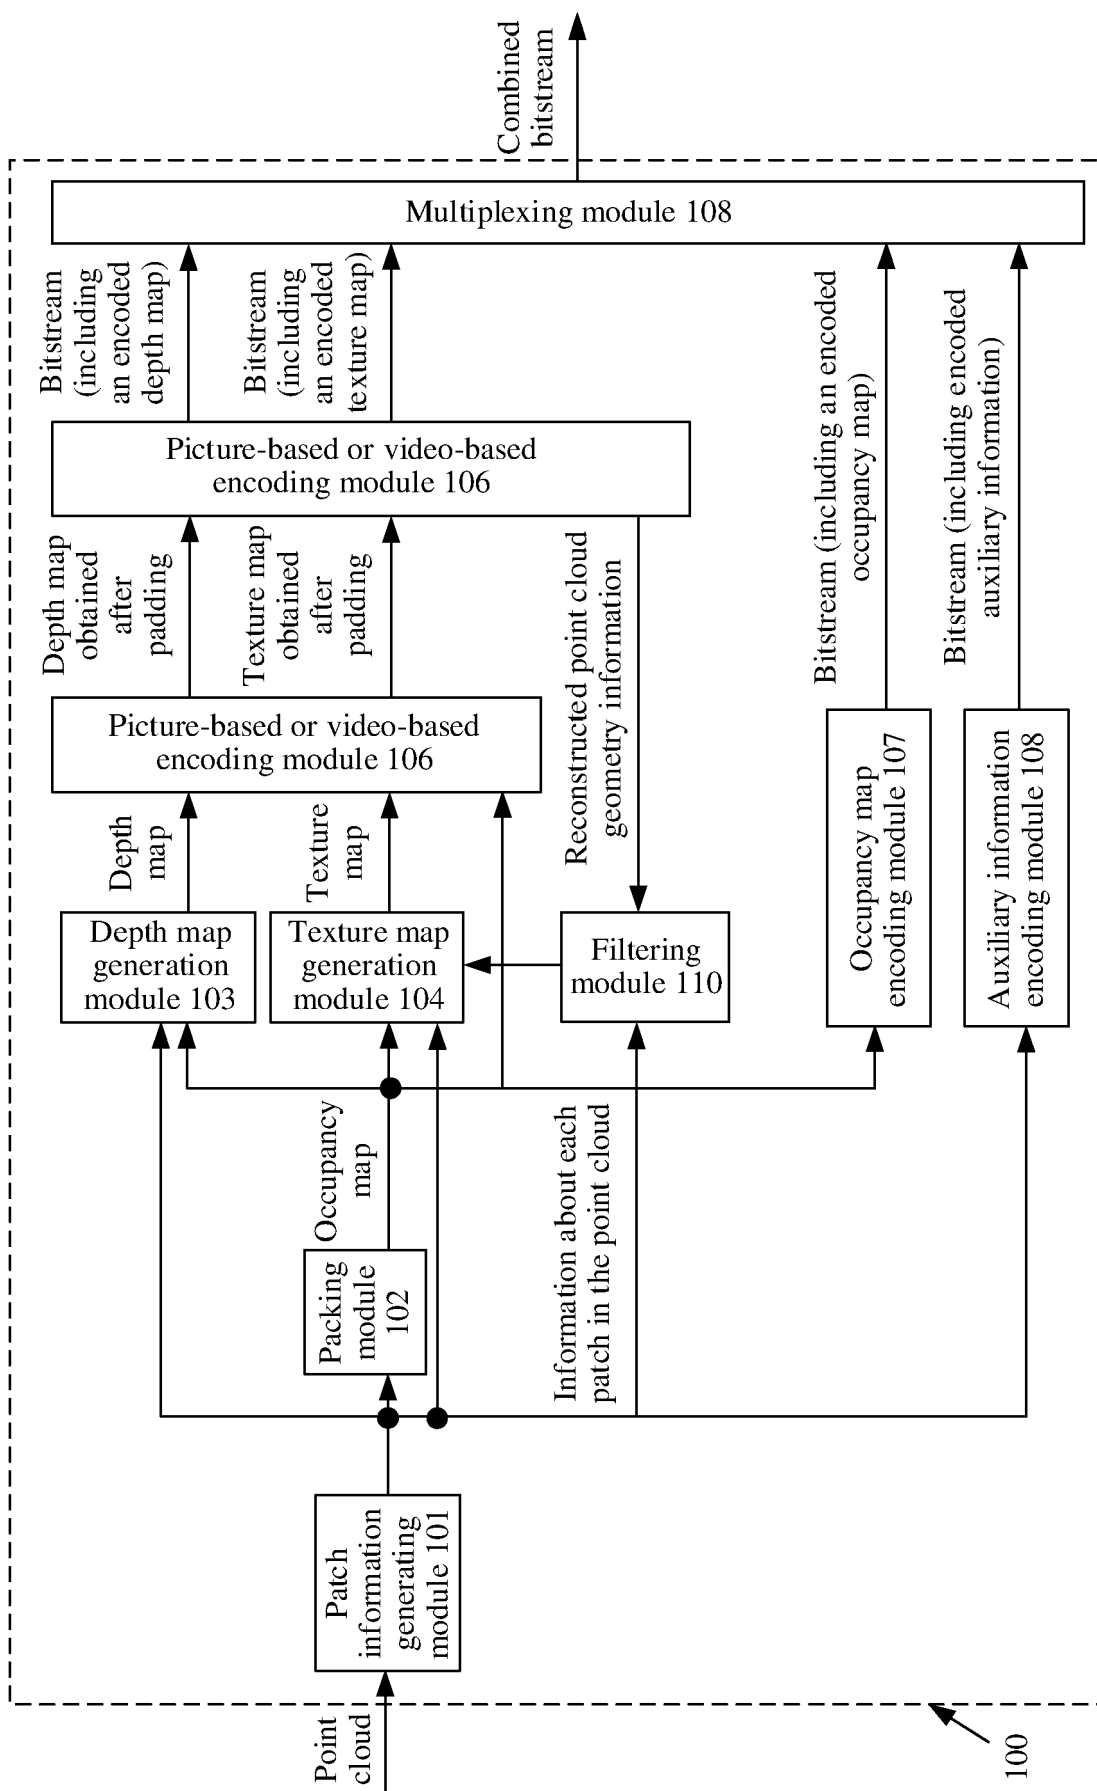 Combined
bitstream
Multiplexing module 108
Bitstream
(including
an encoded
depth map)
Bitstream
(including
an encoded
texture map)
Bitstream (including an encoded
occupancy map)
Bitstream (including encoded
auxiliary information)
Picture-based or video-based
encoding module 106
Depth map
obtained
after
padding
Texture map
obtained
after
padding
Reconstructed point cloud
geometry information
Picture-based or video-based
encoding module 106
Depth
map
Texture
map
Occupancy map
encoding module 107
Auxiliary information
encoding module 108
Depth map
generation
module 103
Texture map
generation
module 104
Filtering
module 110
Occupancy
map
Information about each
patch in the point cloud
Packing
module
102
Patch
information
generating
module 101
Point
cloud
100